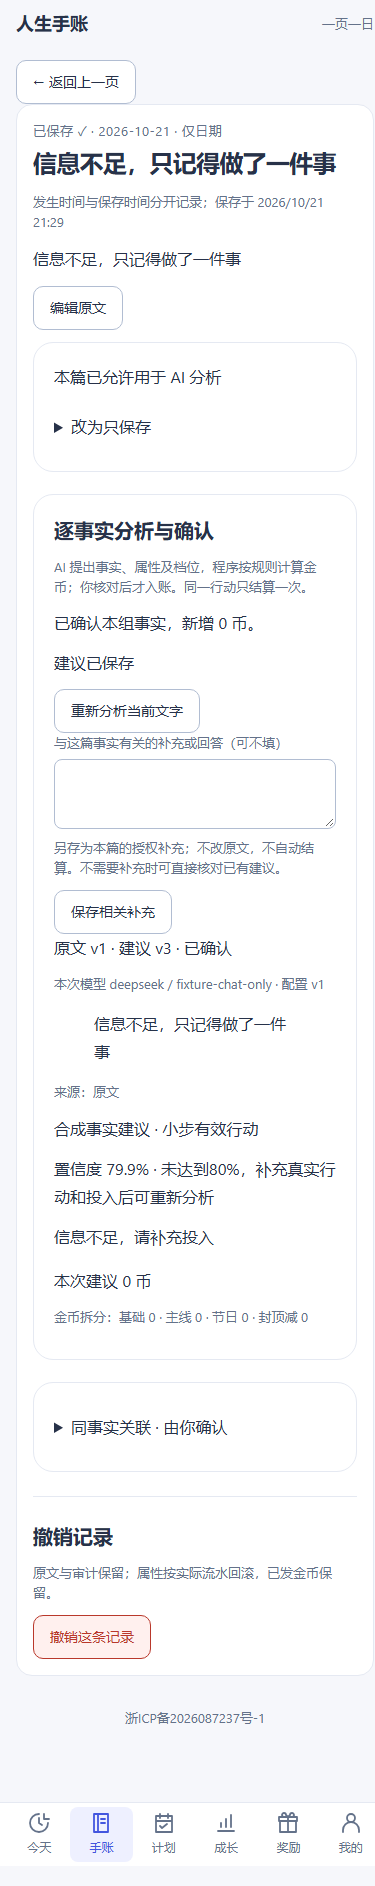 人生手账
一页一日
← 返回上一页
已保存 ✓ · 2026-10-21 · 仅日期
信息不足，只记得做了一件事
发生时间与保存时间分开记录；保存于 2026/10/21
21:29
信息不足，只记得做了一件事
编辑原文
本篇已允许用于 AI 分析
▶ 改为只保存
逐事实分析与确认
AI 提出事实、属性及档位，程序按规则计算金
币；你核对后才入账。同一行动只结算一次。
已确认本组事实，新增 0 币。
建议已保存
重新分析当前文字
与这篇事实有关的补充或回答（可不填）
另存为本篇的授权补充；不改原文，不自动结
算。不需要补充时可直接核对已有建议。
保存相关补充
原文 v1 · 建议 v3 · 已确认
本次模型 deepseek / fixture-chat-only · 配置 v1
信息不足，只记得做了一件
事
来源：原文
合成事实建议 · 小步有效行动
置信度 79.9% · 未达到80%，补充真实行
动和投入后可重新分析
信息不足，请补充投入
本次建议 0 币
金币拆分：基础 0 · 主线 0 · 节日 0 · 封顶减 0
▶ 同事实关联 · 由你确认
撤销记录
原文与审计保留；属性按实际流水回滚，已发金币保
留。
撤销这条记录
浙ICP备2026087237号-1
今天
手账
计划
成长
奖励
我的